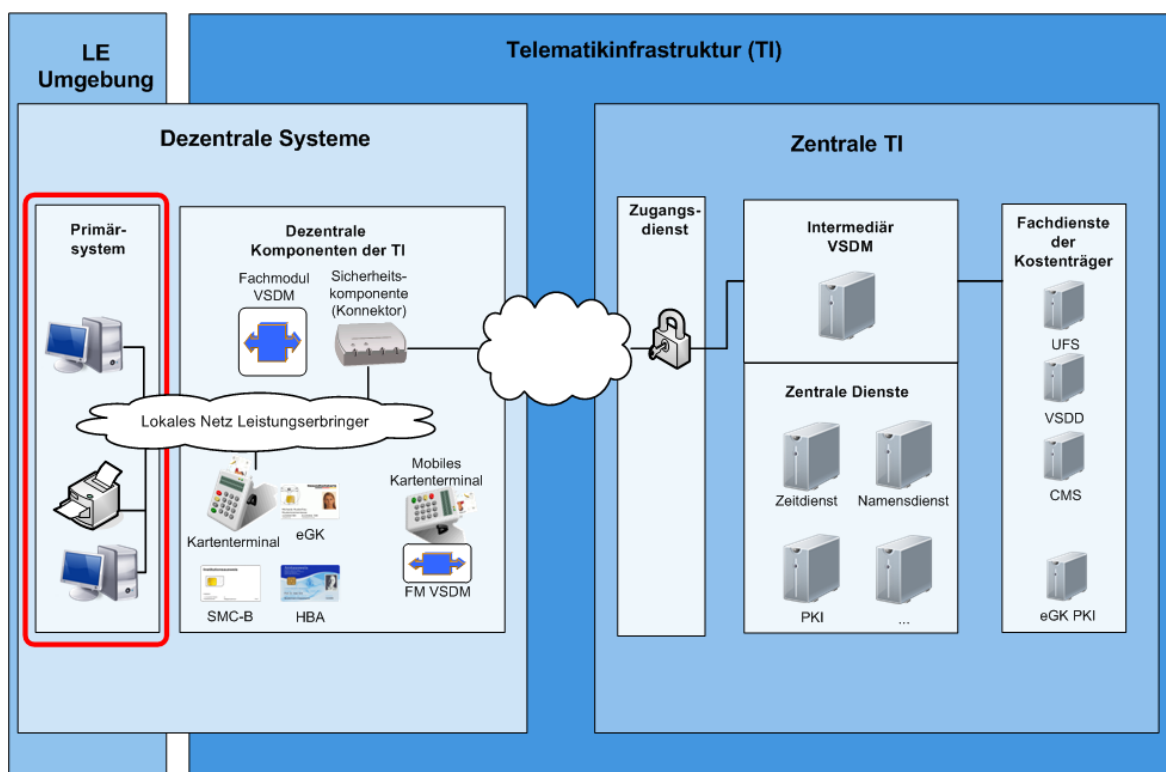 LE
Umgebung
Telematikinfrastruktur (TI)
Dezentrale Systeme
Zentrale TI
Primär-
system
Dezentrale
Komponenten der TI
Fachmodul
VSDM
Sicherheits-
komponente
(Konnektor)
Lokales Netz Leistungserbringer
Kartenterminal
eGK
Mobiles
Kartenterminal
SMC-B
HBA
FM VSDM
Zugangs-
dienst
Intermediär
VSDM
Zentrale Dienste
Zeitdienst
Namensdienst
PKI
...
Fachdienste
der
Kostenträger
UFS
VSDD
CMS
eGK PKI